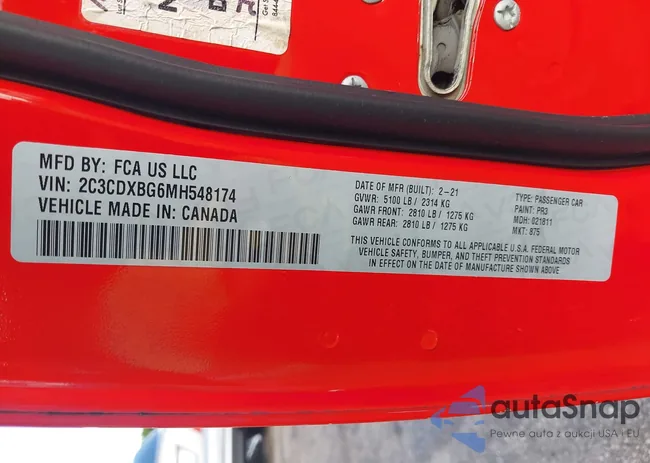 MFD BY: FCA US LLC
VIN: 2C3CDXBG6MH548174
VEHICLE MADE IN: CANADA
DATE OF MFR (BUILT): 2-21
GVWR: 5100 LB / 2314 KG
GAWR FRONT: 2810 LB / 1275 KG
GAWR REAR: 2810 LB / 1275 KG
TYPE: PASSENGER CAR
PAINT: PR3
MDH: 021811
MKT: 875
THIS VEHICLE CONFORMS TO ALL APPLICABLE U.S.A. FEDERAL MOTOR
VEHICLE SAFETY, BUMPER, AND THEFT PREVENTION STANDARDS
IN EFFECT ON THE DATE OF MANUFACTURE SHOWN ABOVE
autoSnap
Pewne auta z aukcji USA i EU